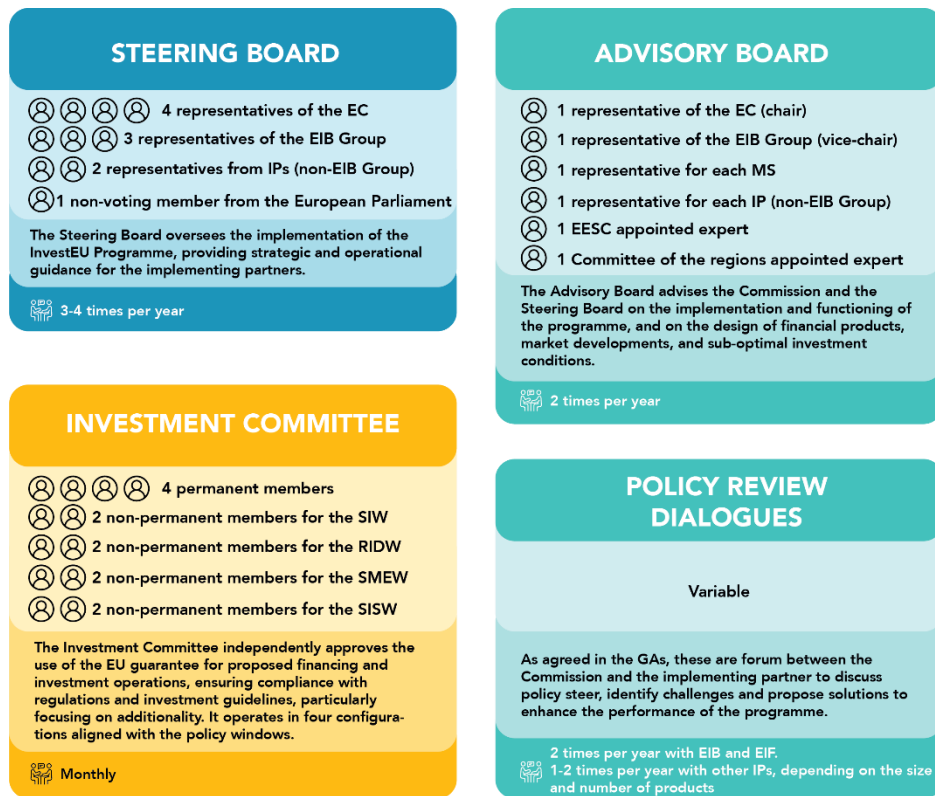 STEERING BOARD
4 representatives of the EC
3 representatives of the EIB Group
2 representatives from IPs (non-EIB Group)
1 non-voting member from the European Parliament
The Steering Board oversees the implementation of the
InvestEU Programme, providing strategic and operational
guidance for the implementing partners.
3-4 times per year
ADVISORY BOARD
1 representative of the EC (chair)
1 representative of the EIB Group (vice-chair)
1 representative for each MS
1 representative for each IP (non-EIB Group)
1 EESC appointed expert
1 Committee of the regions appointed expert
The Advisory Board advises the Commission and the
Steering Board on the implementation and functioning of
the programme, and on the design of financial products,
market developments, and sub-optimal investment
conditions.
2 times per year
INVESTMENT COMMITTEE
4 permanent members
2 non-permanent members for the SIW
2 non-permanent members for the RIDW
2 non-permanent members for the SMEW
2 non-permanent members for the SISW
The Investment Committee independently approves the
use of the EU guarantee for proposed financing and
investment operations, ensuring compliance with
regulations and investment guidelines, particularly
focusing on additionality. It operates in four configura-
tions aligned with the policy windows.
Monthly
POLICY REVIEW
DIALOGUES
Variable
As agreed in the GAs, these are forum between the
Commission and the implementing partner to discuss
policy steer, identify challenges and propose solutions to
enhance the performance of the programme.
2 times per year with EIB and EIF.
1-2 times per year with other IPs, depending on the size
and number of products